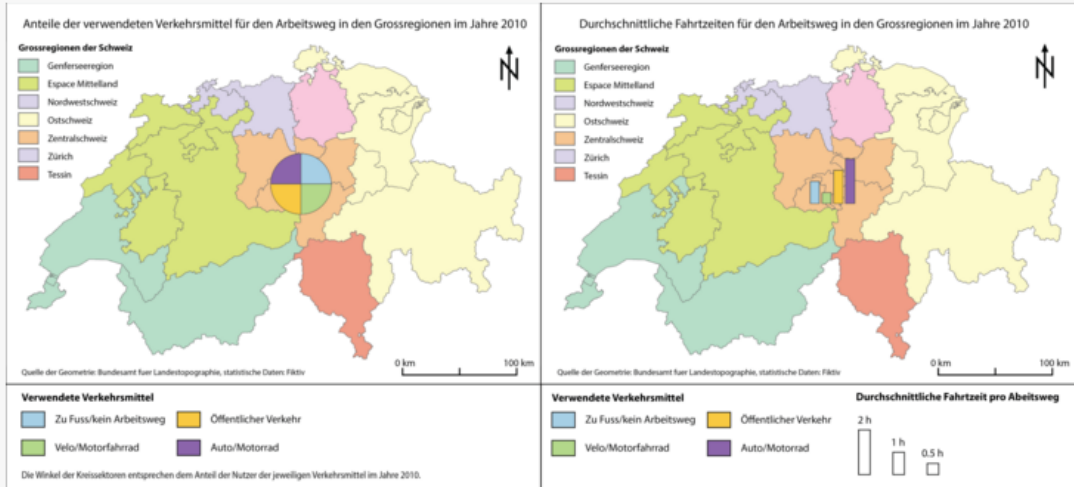 Anteile der verwendeten Verkehrsmittel für den Arbeitsweg in den Grossregionen im Jahre 2010
Grossregionen der Schweiz
Genferseeregion
Espace Mittelland
Nordwestschweiz
Ostschweiz
Zentralschweiz
Zürich
Tessin
N
0 km
100 km
Quelle der Geometrie: Bundesamt fuer Landestopographie, statistische Daten: Fiktiv
Verwendete Verkehrsmittel
Zu Fuss/kein Arbeitsweg
Öffentlicher Verkehr
Velo/Motorfahrrad
Auto/Motorrad
Die Winkel der Kreissektoren entsprechen dem Anteil der Nutzer der jeweiligen Verkehrsmittel im Jahre 2010.
Durchschnittliche Fahrtzeiten für den Arbeitsweg in den Grossregionen im Jahre 2010
Grossregionen der Schweiz
Genferseeregion
Espace Mittelland
Nordwestschweiz
Ostschweiz
Zentralschweiz
Zürich
Tessin
N
0 km
100 km
Quelle der Geometrie: Bundesamt fuer Landestopographie, statistische Daten: Fiktiv
Verwendete Verkehrsmittel
Zu Fuss/kein Arbeitsweg
Öffentlicher Verkehr
Velo/Motorfahrrad
Auto/Motorrad
Durchschnittliche Fahrtzeit pro Abeitsweg
2 h
1 h
0.5 h